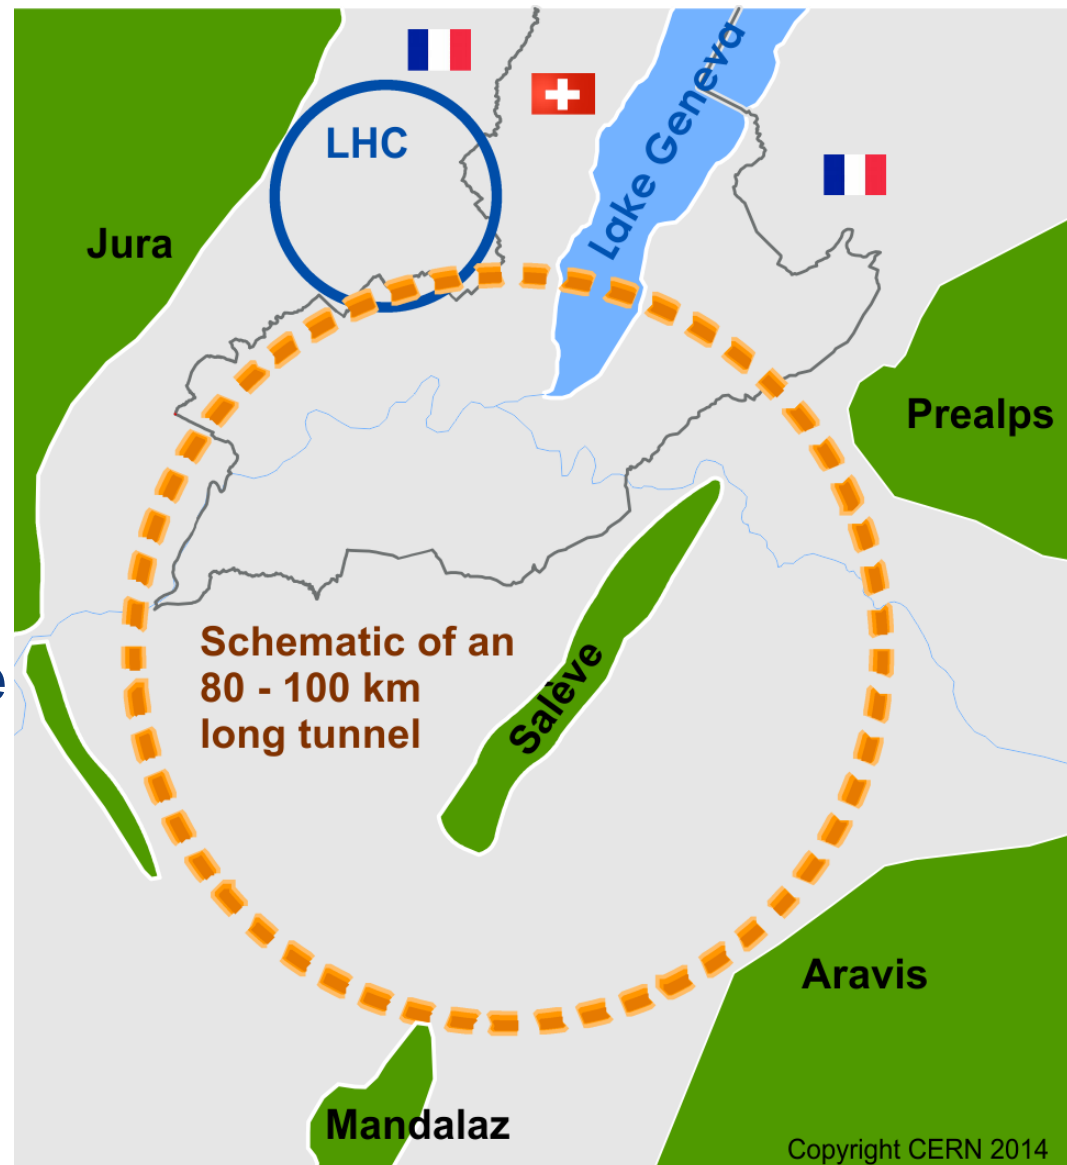 LHC
Lake Geneva
Jura
Prealps
Schematic of an
80 - 100 km
long tunnel
Salève
Aravis
Mandalaz
Copyright CERN 2014